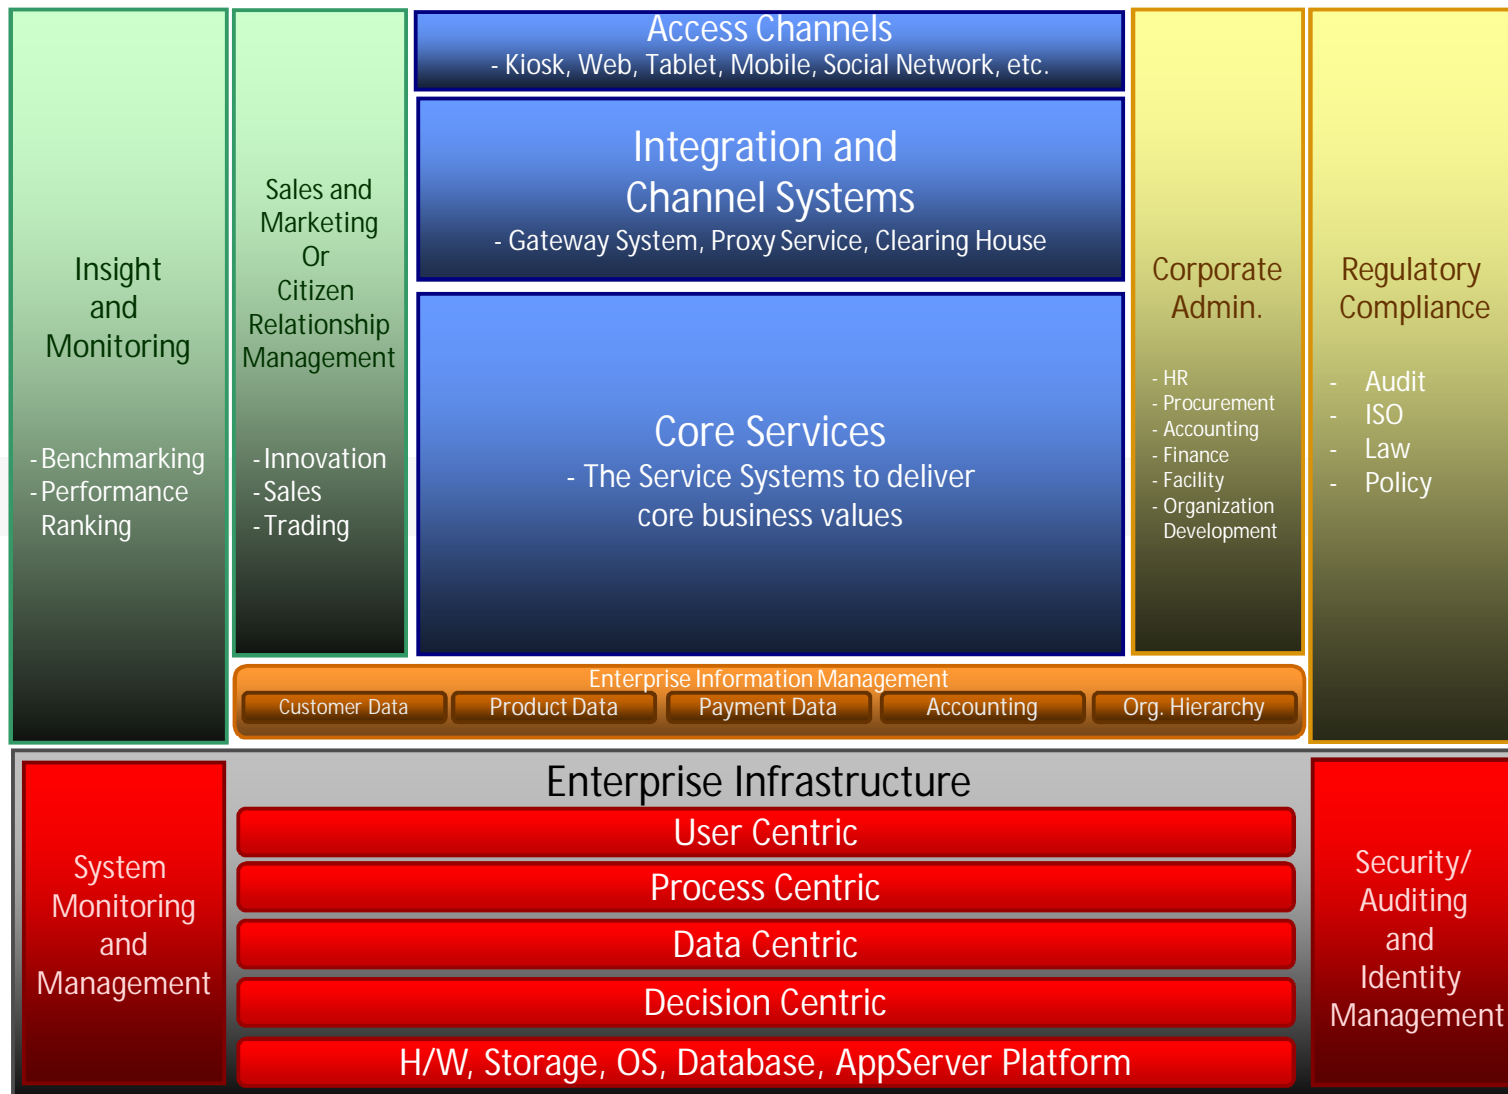 Access Channels
- Kiosk, Web, Tablet, Mobile, Social Network, etc.
Integration and
Channel Systems
- Gateway System, Proxy Service, Clearing House
Core Services
- The Service Systems to deliver
core business values
Insight
and
Monitoring
- Benchmarking
- Performance
Ranking
Sales and
Marketing
Or
Citizen
Relationship
Management
- Innovation
- Sales
- Trading
Corporate
Admin.
- HR
- Procurement
- Accounting
- Finance
- Facility
- Organization
Development
Regulatory
Compliance
- Audit
- ISO
- Law
- Policy
Enterprise Information Management
Customer Data
Product Data
Payment Data
Accounting
Org. Hierarchy
Enterprise Infrastructure
System
Monitoring
and
Management
User Centric
Process Centric
Data Centric
Decision Centric
H/W, Storage, OS, Database, AppServer Platform
Security/
Auditing
and
Identity
Management